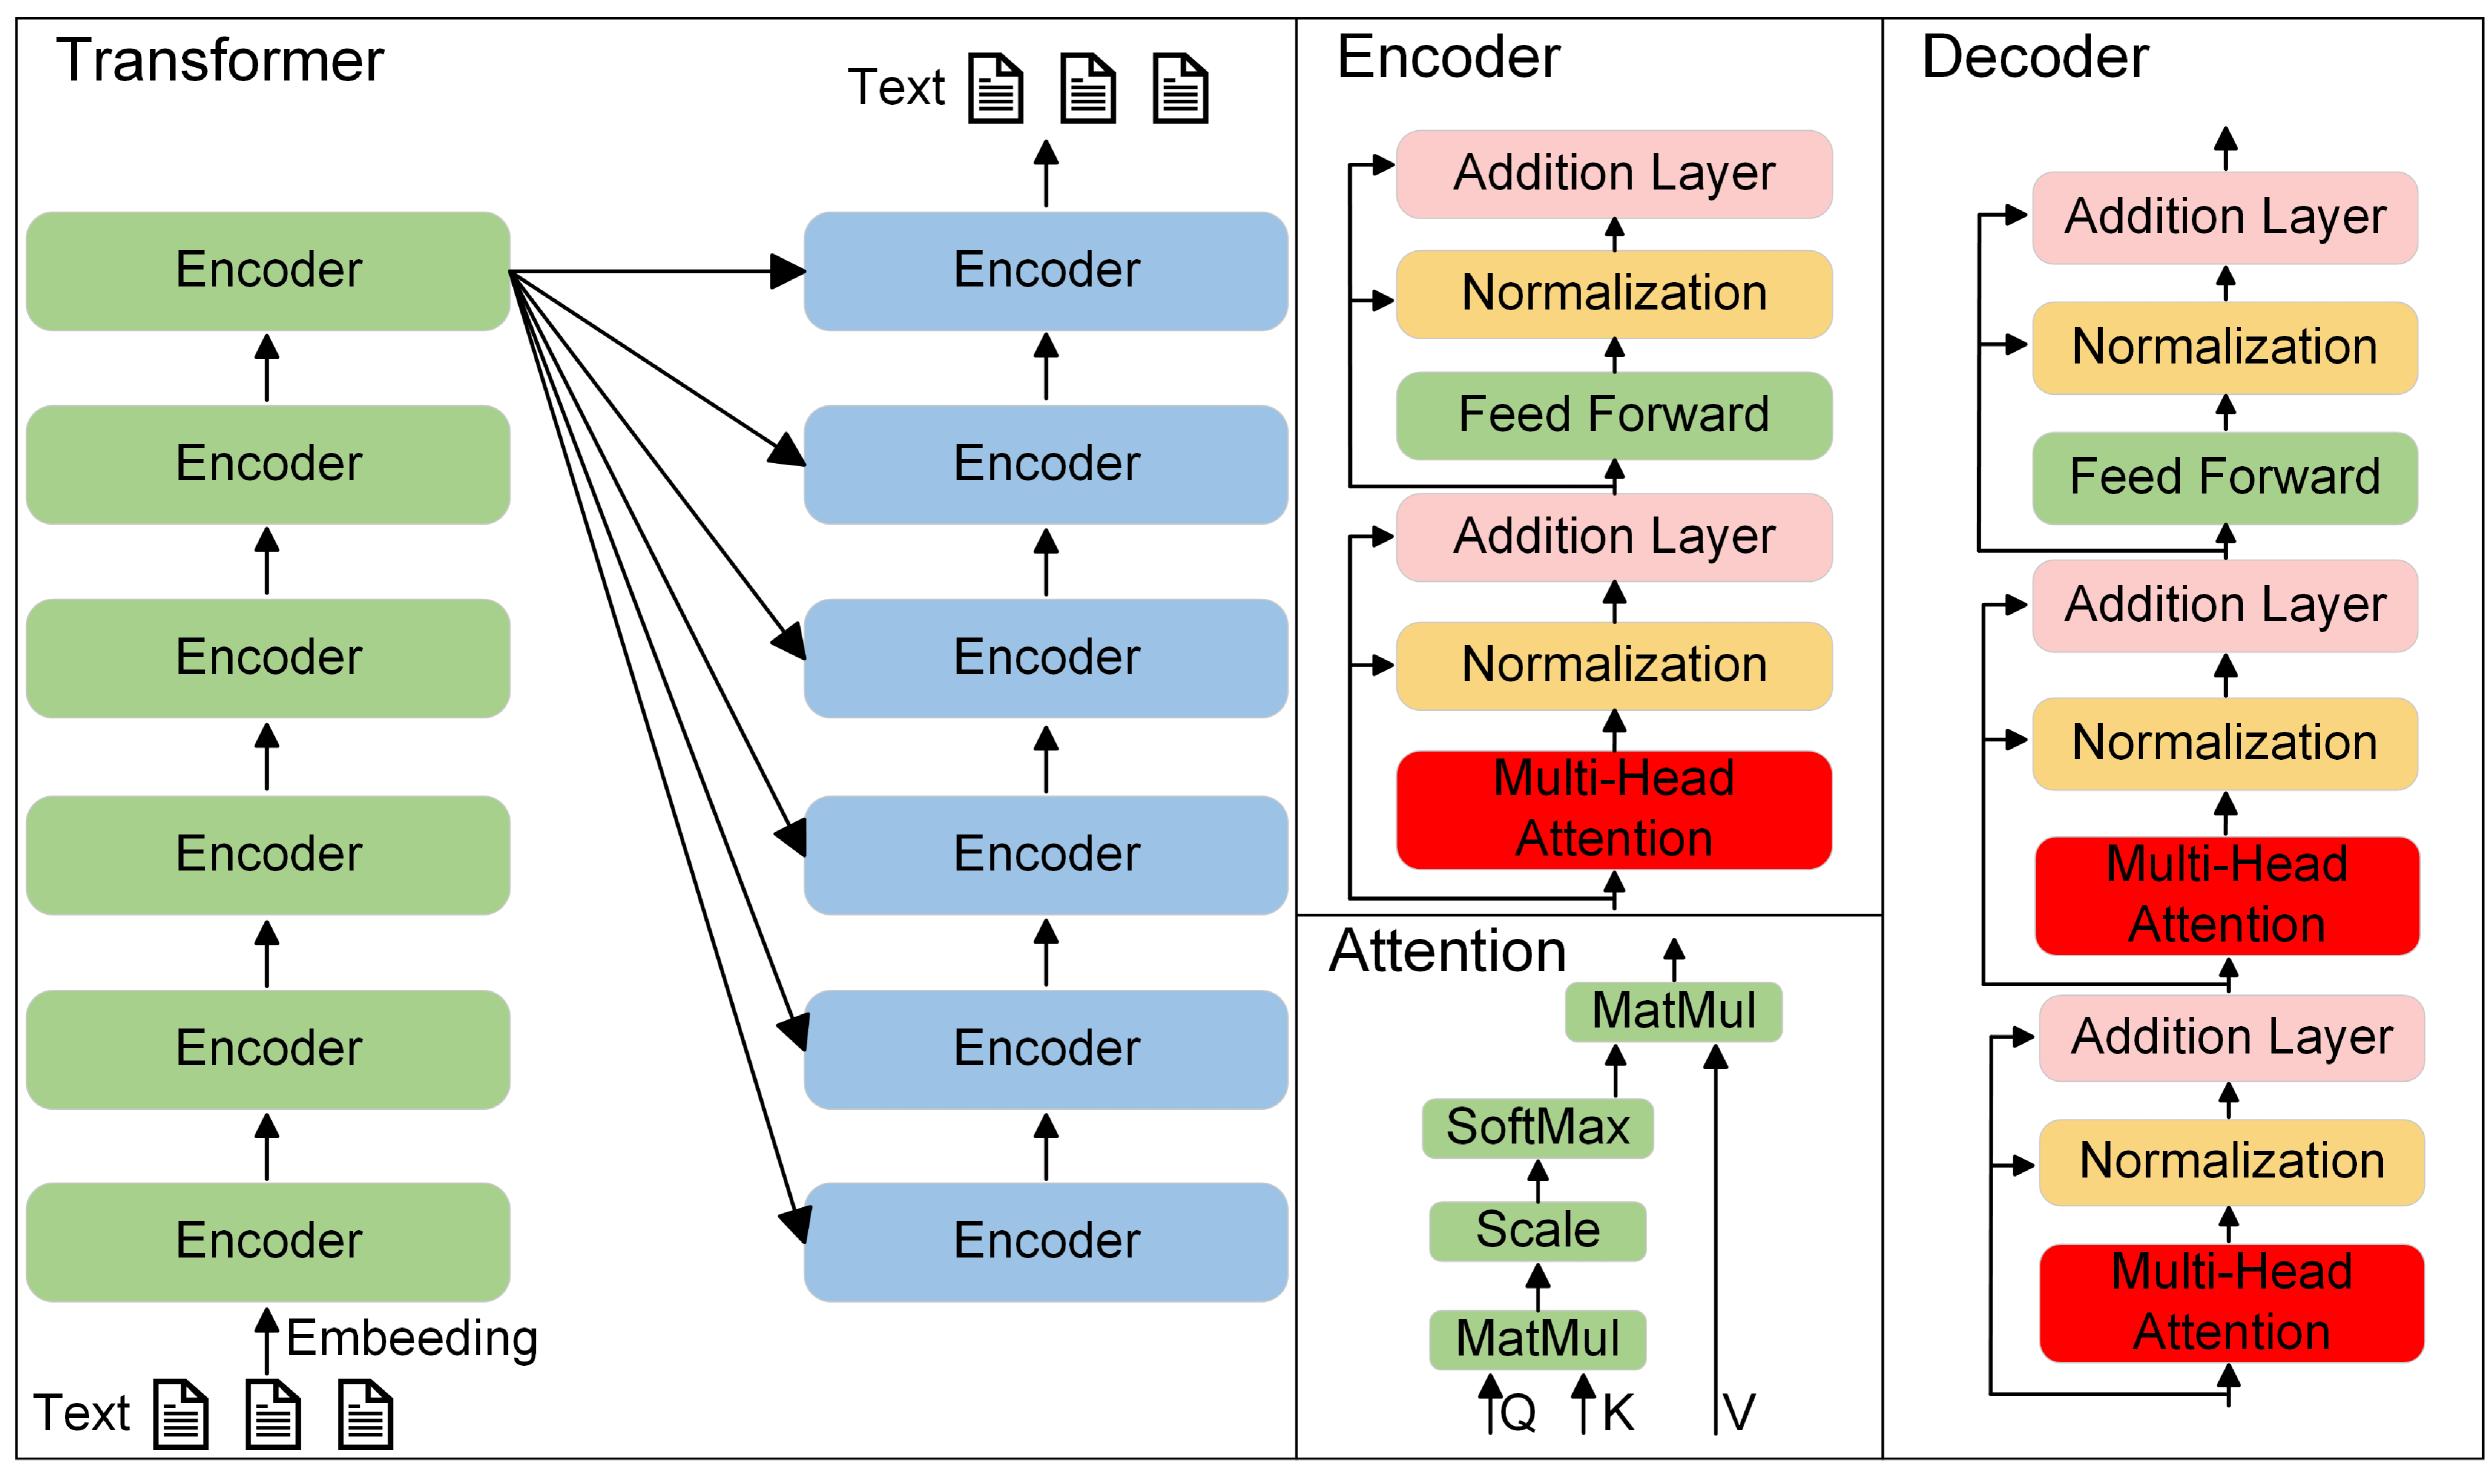 Transformer
Text
Encoder
Encoder
Encoder
Encoder
Encoder
Encoder
Embeeding
Text
Encoder
Encoder
Encoder
Encoder
Encoder
Encoder
Encoder
Addition Layer
Normalization
Feed Forward
Addition Layer
Normalization
Multi-Head
Attention
Attention
MatMul
SoftMax
Scale
MatMul
Q K V
Decoder
Addition Layer
Normalization
Feed Forward
Addition Layer
Normalization
Multi-Head
Attention
Addition Layer
Normalization
Multi-Head
Attention